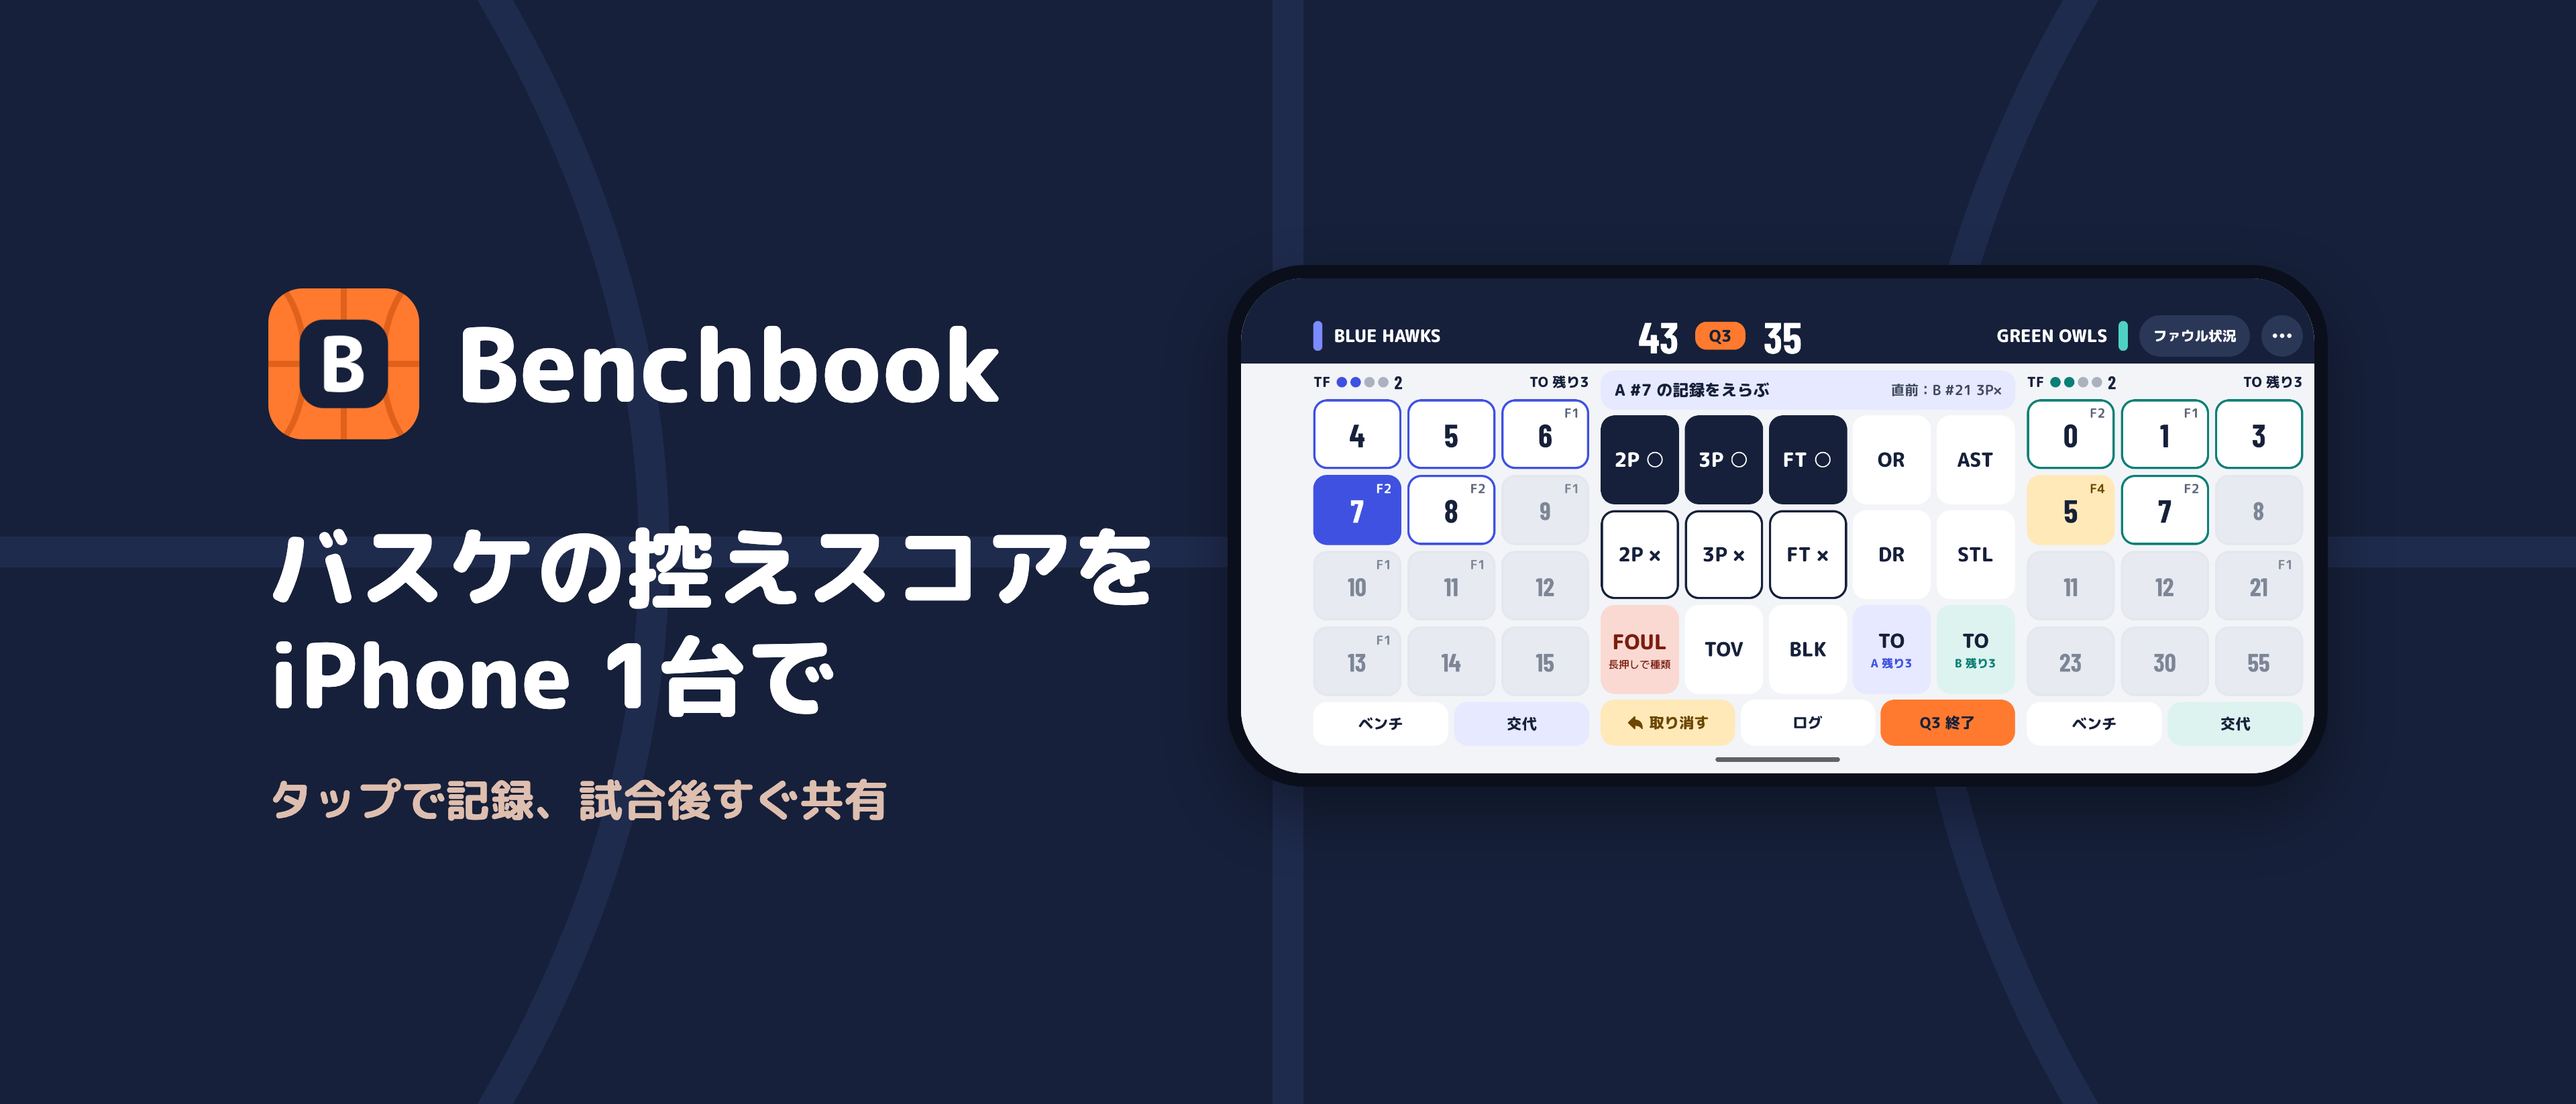 B
Benchbook
バスケの控えスコアを
iPhone 1台で
タップで記録、試合後すぐ共有
BLUE HAWKS
43 Q3 35
GREEN OWLS
ファウル状況
TF 2 TO 残り3
4 5 6 F1
7 F2 8 F2 9 F1
10 F1 11 F1 12
13 F1 14 15
ベンチ 交代
A #7 の記録をえらぶ 直前：B #21 3P×
2P ○ 3P ○ FT ○ OR AST
2P × 3P × FT × DR STL
FOUL 長押しで種類 TOV BLK TO A 残り3 TO B 残り3
取り消す ログ Q3 終了
TF 2 TO 残り3
0 F2 1 F1 3
5 F4 7 F2 8
11 12 21 F1
23 30 55
ベンチ 交代